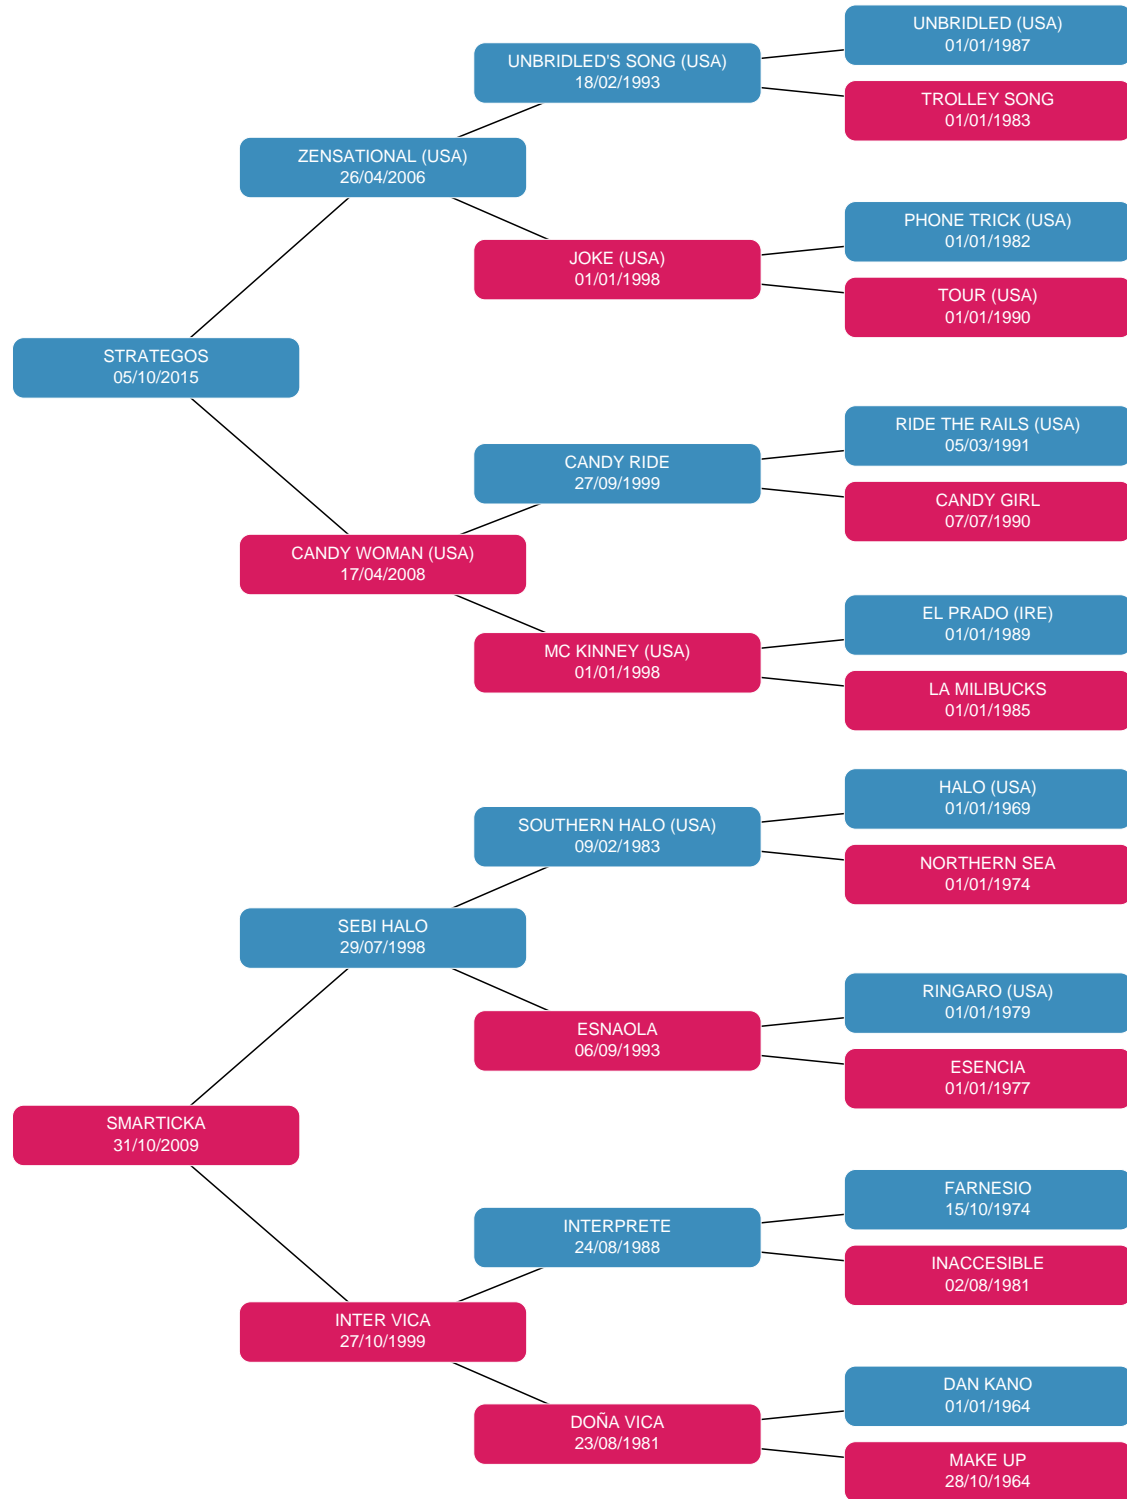 UNBRIDLED (USA)
01/01/1987
UNBRIDLED'S SONG (USA)
18/02/1993
TROLLEY SONG
01/01/1983
ZENSATIONAL (USA)
26/04/2006
PHONE TRICK (USA)
01/01/1982
JOKE (USA)
01/01/1998
TOUR (USA)
01/01/1990
STRATEGOS
05/10/2015
RIDE THE RAILS (USA)
05/03/1991
CANDY RIDE
27/09/1999
CANDY GIRL
07/07/1990
CANDY WOMAN (USA)
17/04/2008
EL PRADO (IRE)
01/01/1989
MC KINNEY (USA)
01/01/1998
LA MILIBUCKS
01/01/1985
HALO (USA)
01/01/1969
SOUTHERN HALO (USA)
09/02/1983
NORTHERN SEA
01/01/1974
SEBI HALO
29/07/1998
RINGARO (USA)
01/01/1979
ESNAOLA
06/09/1993
ESENCIA
01/01/1977
SMARTICKA
31/10/2009
FARNESIO
15/10/1974
INTERPRETE
24/08/1988
INACCESIBLE
02/08/1981
INTER VICA
27/10/1999
DAN KANO
01/01/1964
DOÑA VICA
23/08/1981
MAKE UP
28/10/1964